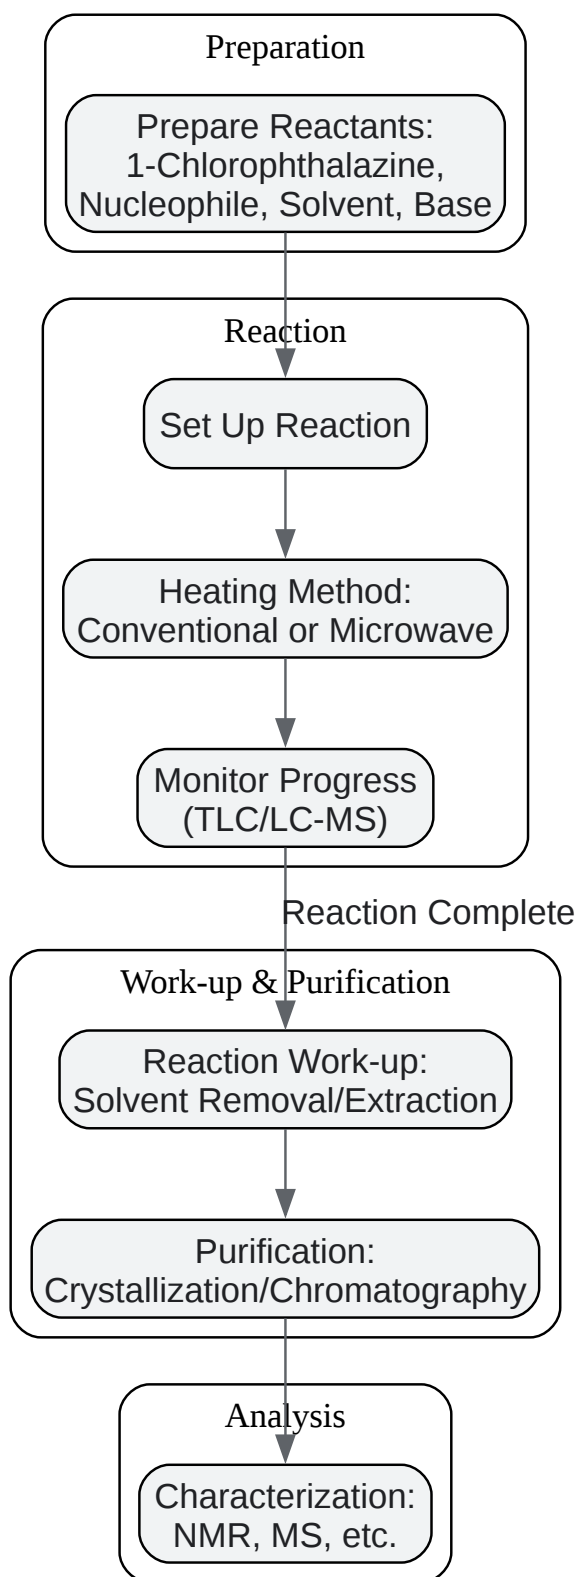 Preparation
Prepare Reactants:
1-Chlorophthalazine,
Nucleophile, Solvent, Base
Reaction
Set Up Reaction
Heating Method:
Conventional or Microwave
Monitor Progress
(TLC/LC-MS)
Reaction Complete
Work-up & Purification
Reaction Work-up:
Solvent Removal/Extraction
Purification:
Crystallization/Chromatography
Analysis
Characterization:
NMR, MS, etc.